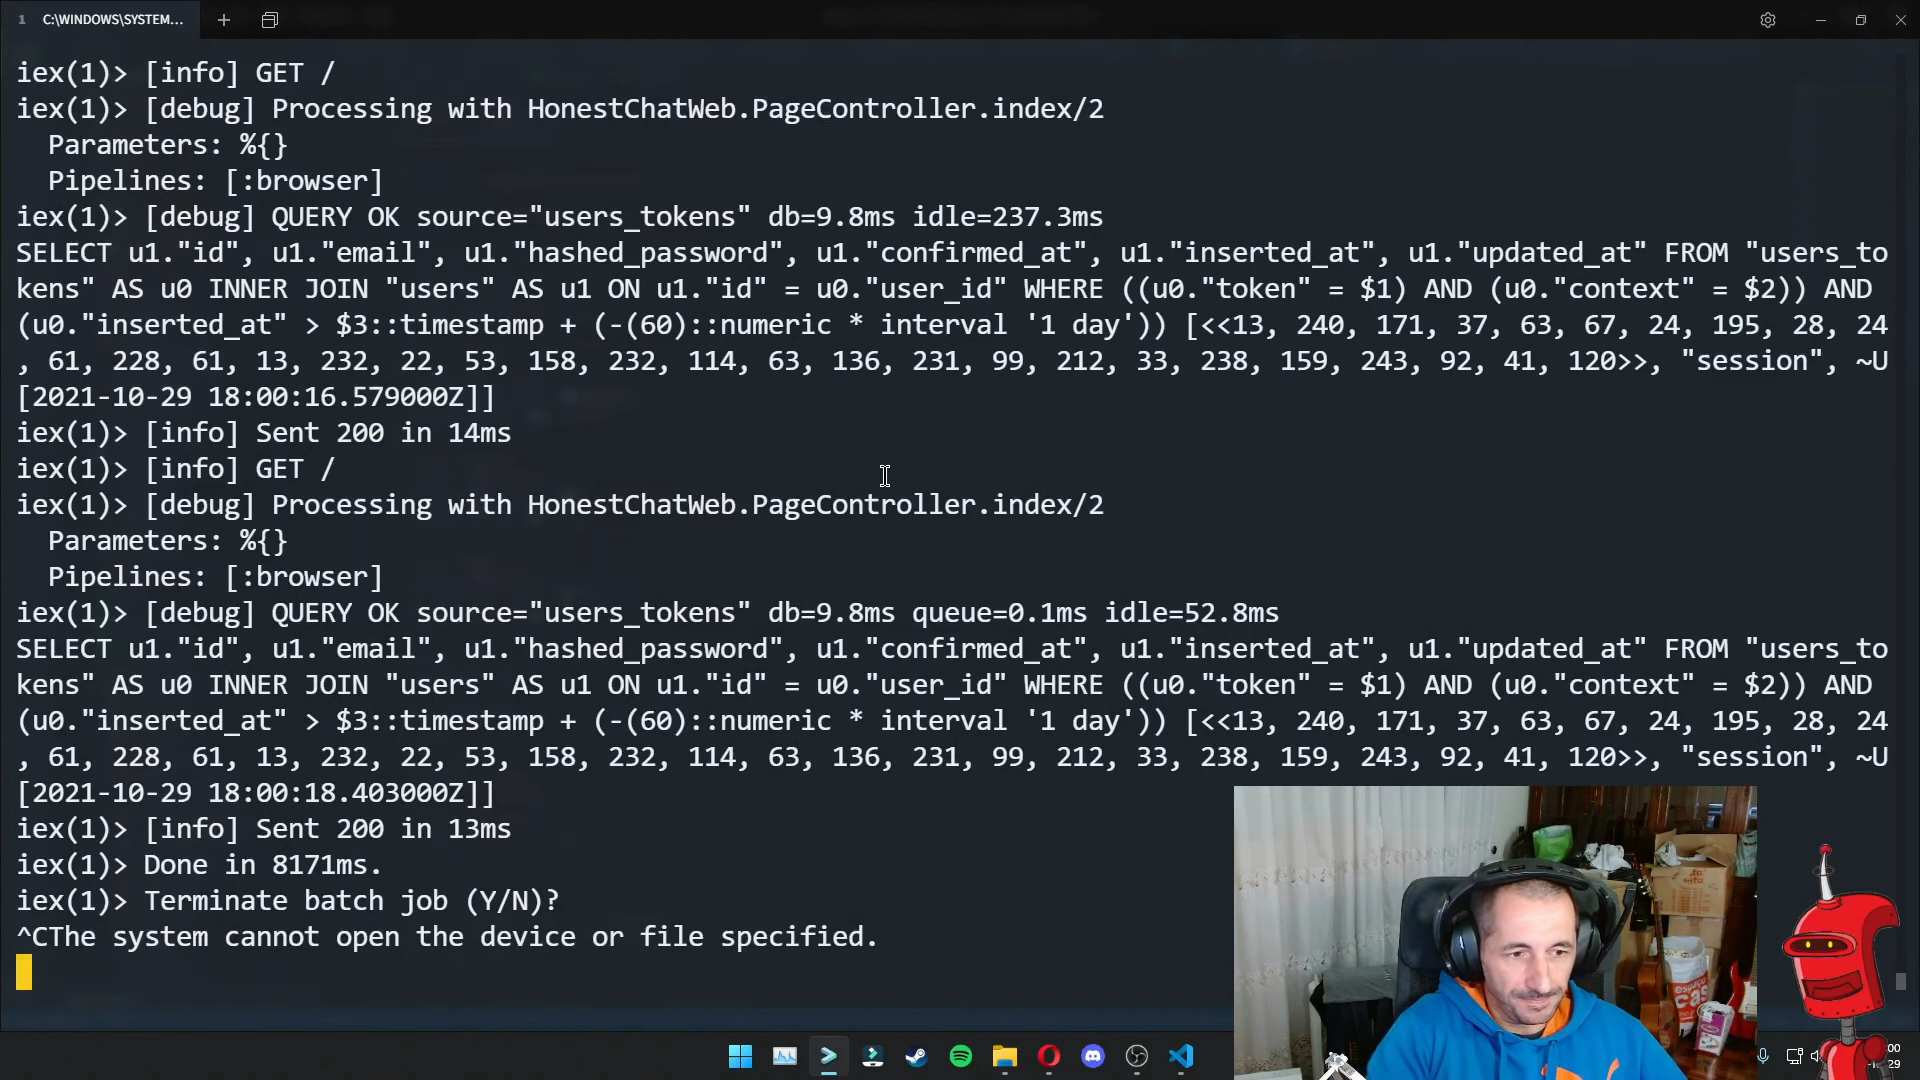 1 C:\WINDOWS\SYSTEM...
iex(1)> [info] GET /
iex(1)> [debug] Processing with HonestChatWeb.PageController.index/2
Parameters: %{}
Pipelines: [:browser]
iex(1)> [debug] QUERY OK source="users_tokens" db=9.8ms idle=237.3ms
SELECT u1."id", u1."email", u1."hashed_password", u1."confirmed_at", u1."inserted_at", u1."updated_at" FROM "users_to
kens" AS u0 INNER JOIN "users" AS u1 ON u1."id" = u0."user_id" WHERE ((u0."token" = $1) AND (u0."context" = $2)) AND
(u0."inserted_at" > $3::timestamp + (-(60)::numeric * interval '1 day')) [<<13, 240, 171, 37, 63, 67, 24, 195, 28, 24
, 61, 228, 61, 13, 232, 22, 53, 158, 232, 114, 63, 136, 231, 99, 212, 33, 238, 159, 243, 92, 41, 120>>, "session", ~U
[2021-10-29 18:00:16.579000Z]]
iex(1)> [info] Sent 200 in 14ms
iex(1)> [info] GET /
iex(1)> [debug] Processing with HonestChatWeb.PageController.index/2
Parameters: %{}
Pipelines: [:browser]
iex(1)> [debug] QUERY OK source="users_tokens" db=9.8ms queue=0.1ms idle=52.8ms
SELECT u1."id", u1."email", u1."hashed_password", u1."confirmed_at", u1."inserted_at", u1."updated_at" FROM "users_to
kens" AS u0 INNER JOIN "users" AS u1 ON u1."id" = u0."user_id" WHERE ((u0."token" = $1) AND (u0."context" = $2)) AND
(u0."inserted_at" > $3::timestamp + (-(60)::numeric * interval '1 day')) [<<13, 240, 171, 37, 63, 67, 24, 195, 28, 24
, 61, 228, 61, 13, 232, 22, 53, 158, 232, 114, 63, 136, 231, 99, 212, 33, 238, 159, 243, 92, 41, 120>>, "session", ~U
[2021-10-29 18:00:18.403000Z]]
iex(1)> [info] Sent 200 in 13ms
iex(1)> Done in 8171ms.
iex(1)> Terminate batch job (Y/N)?
^CThe system cannot open the device or file specified.